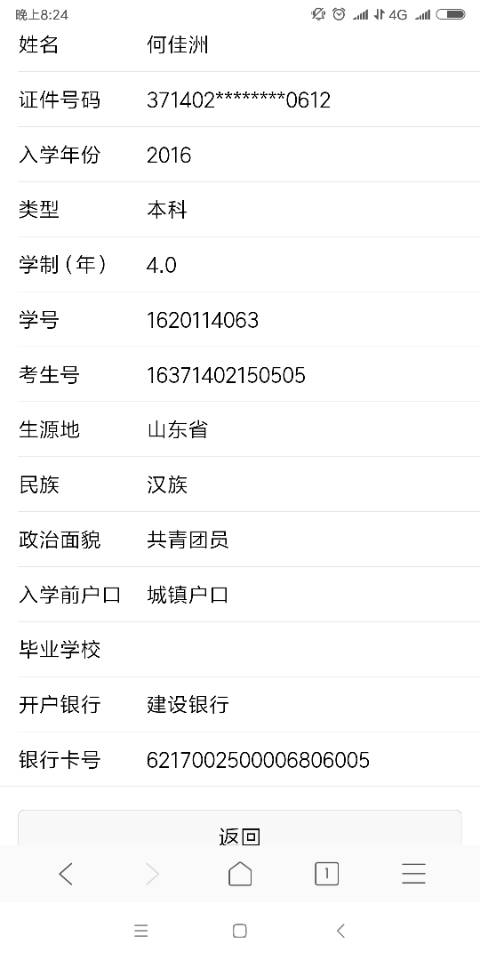 晚上8:24 4G
姓名 何佳洲
证件号码 371402********0612
入学年份 2016
类型 本科
学制（年） 4.0
学号 1620114063
考生号 16371402150505
生源地 山东省
民族 汉族
政治面貌 共青团员
入学前户口 城镇户口
毕业学校
开户银行 建设银行
银行卡号 6217002500006806005
返回
1